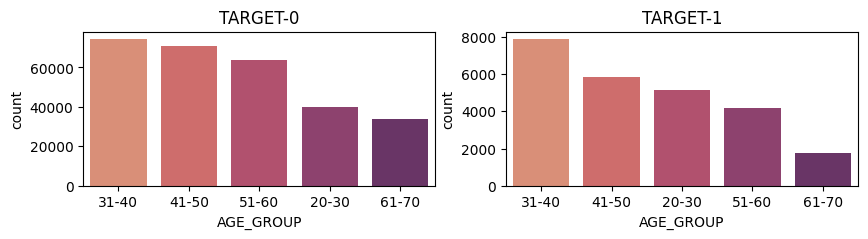 TARGET-0
count
60000
40000
20000
0
31-40 41-50 51-60 20-30 61-70
AGE_GROUP
TARGET-1
count
8000
6000
4000
2000
0
31-40 41-50 20-30 51-60 61-70
AGE_GROUP